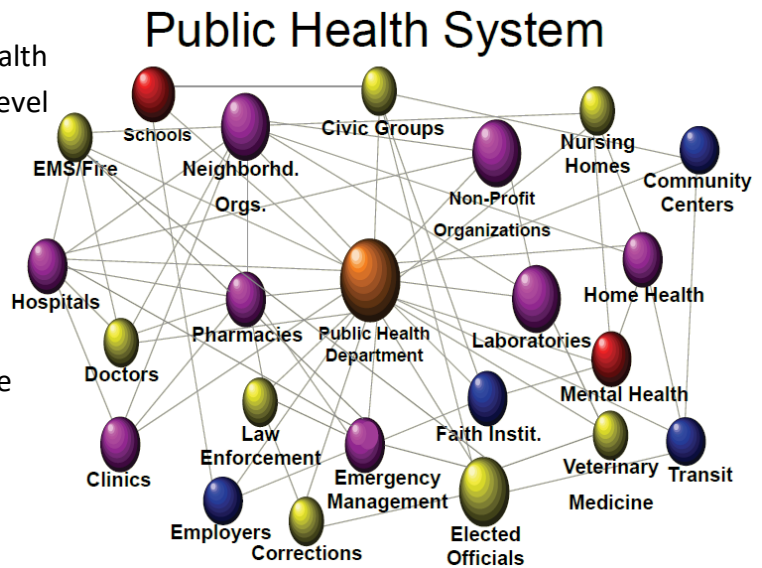 Public Health System
alth
evel
Schools
Civic Groups
EMS/Fire
Neighborhd.
Orgs.
Nursing
Homes
Non-Profit
Organizations
Community
Centers
Hospitals
Pharmacies
Public Health
Department
Laboratories
Home Health
Doctors
e
Mental Health
Law
Enforcement
Faith Instit.
Clinics
Emergency
Management
Veterinary
Medicine
Transit
Employers
Corrections
Elected
Officials